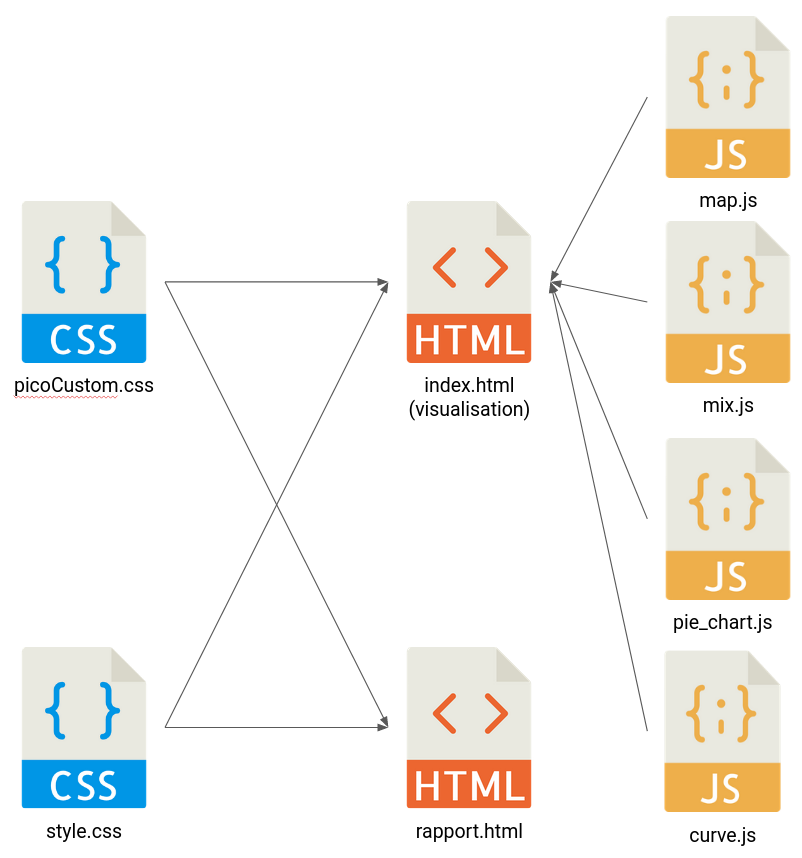 {;}
JS
map.js
{ }
CSS
picoCustom.css
< >
HTML
index.html
(visualisation)
{;}
JS
mix.js
{;}
JS
pie_chart.js
{ }
CSS
style.css
< >
HTML
rapport.html
{;}
JS
curve.js